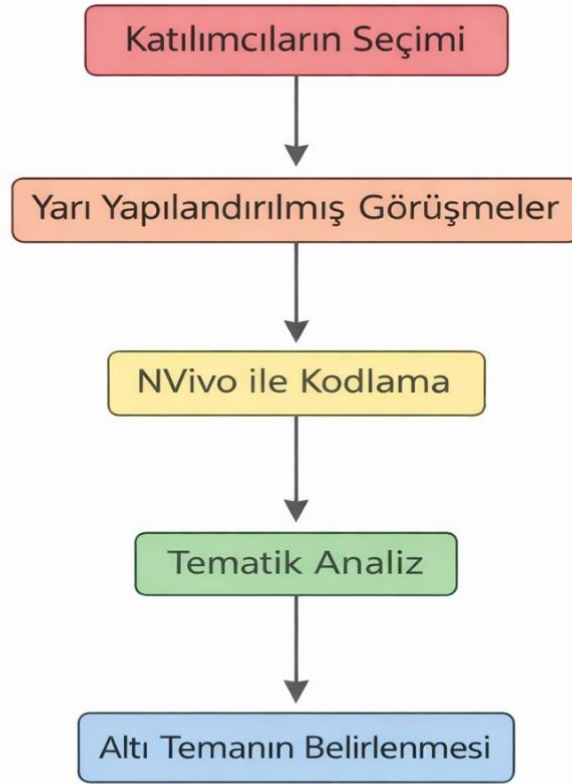 Katılımcıların Seçimi
Yarı Yapılandırılmış Görüşmeler
NVivo ile Kodlama
Tematik Analiz
Altı Temanın Belirlenmesi